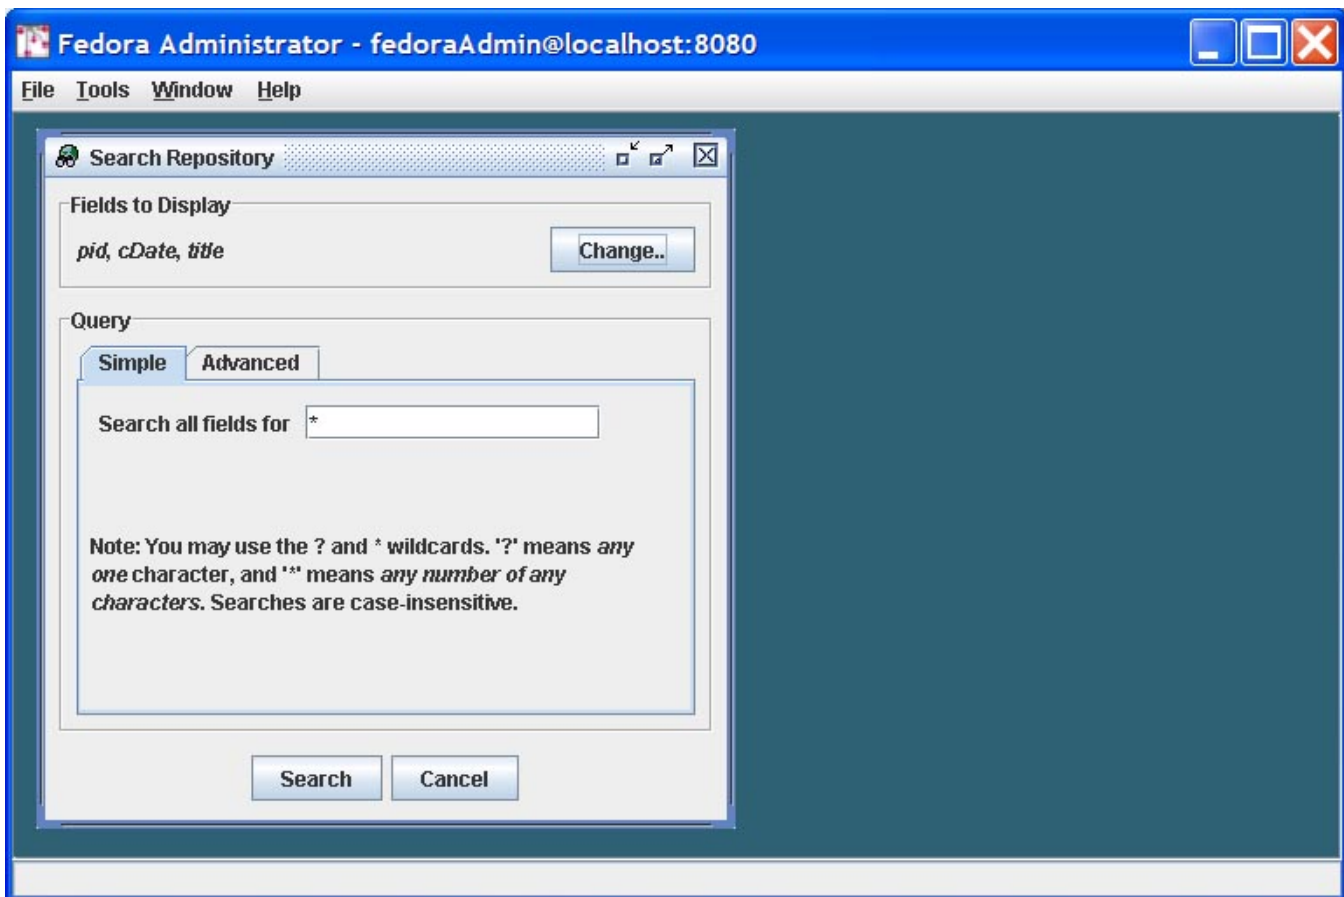 Fedora Administrator - fedoraAdmin@localhost:8080
File Tools Window Help
Search Repository
Fields to Display
pid, cDate, title
Change..
Query
Simple Advanced
Search all fields for *
Note: You may use the ? and * wildcards. '?' means any
one character, and '*' means any number of any
characters. Searches are case-insensitive.
Search Cancel